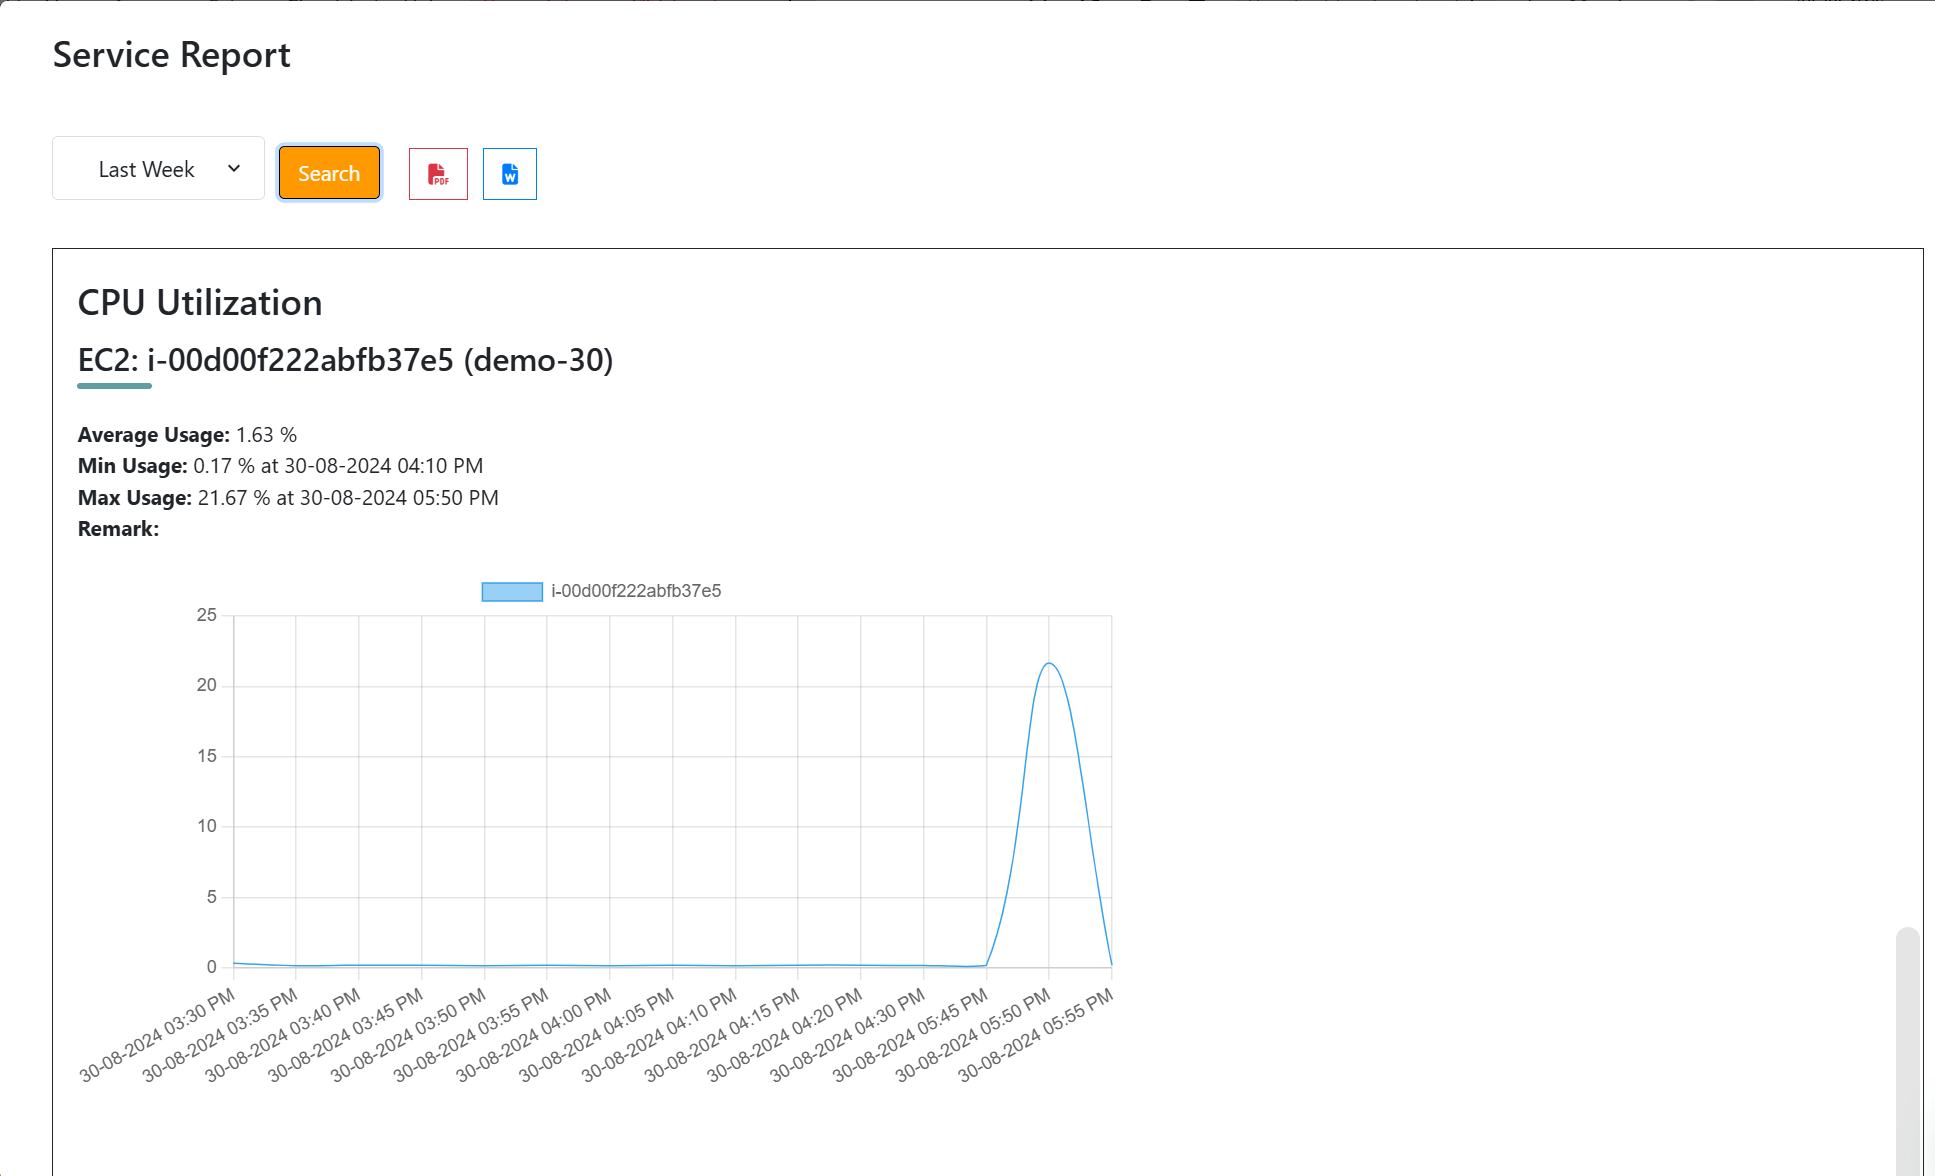 Service Report
Last Week
Search
PDF
W
CPU Utilization
EC2: i-00d00f222abfb37e5 (demo-30)
Average Usage: 1.63 %
Min Usage: 0.17 % at 30-08-2024 04:10 PM
Max Usage: 21.67 % at 30-08-2024 05:50 PM
Remark:
i-00d00f222abfb37e5
25
20
15
10
5
0
30-08-2024 03:30 PM
30-08-2024 03:35 PM
30-08-2024 03:40 PM
30-08-2024 03:45 PM
30-08-2024 03:50 PM
30-08-2024 03:55 PM
30-08-2024 04:00 PM
30-08-2024 04:05 PM
30-08-2024 04:10 PM
30-08-2024 04:15 PM
30-08-2024 04:20 PM
30-08-2024 04:30 PM
30-08-2024 05:45 PM
30-08-2024 05:50 PM
30-08-2024 05:55 PM